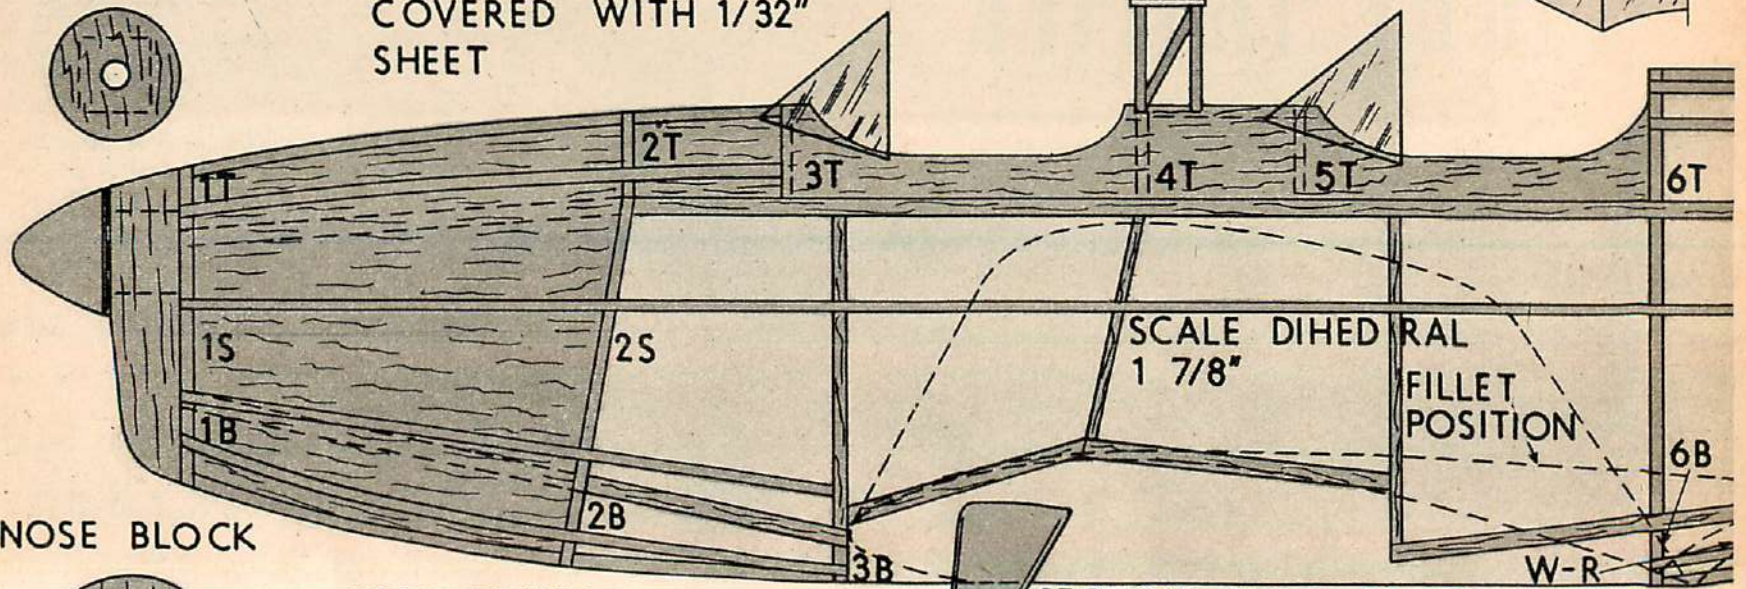 COVERED WITH 1/32"
SHEET
2T
1T
3T
4T
5T
6T
1S
2S
SCALE DIHEDRAL
1 7/8"
FILLET
POSITION
1B
6B
2B
NOSE BLOCK
3B
W-R